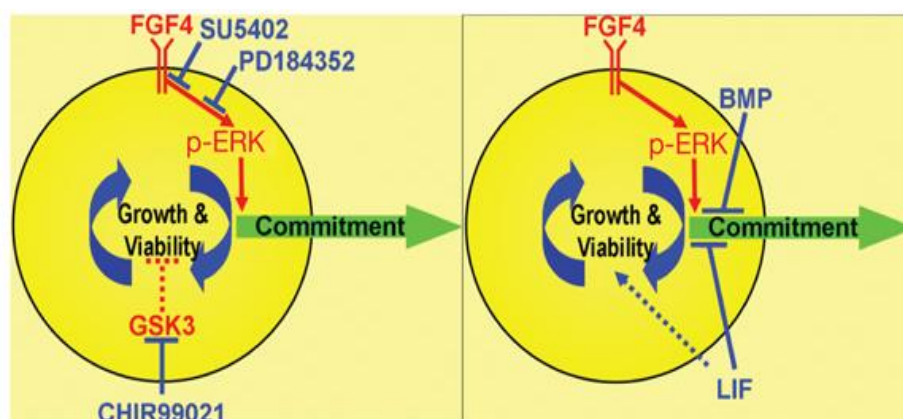 FGF4
SU5402
PD184352
p-ERK
Growth &
Viability
Commitment
GSK3
CHIR99021
FGF4
BMP
p-ERK
Growth &
Viability
Commitment
LIF